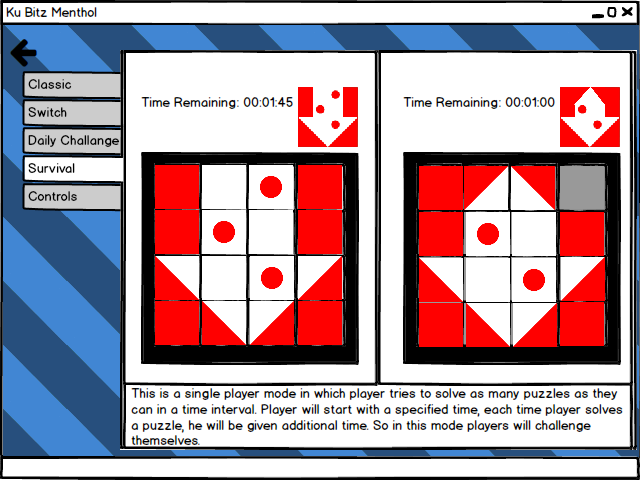 Ku Bitz Menthol
Classic
Switch
Daily Challange
Survival
Controls
Time Remaining: 00:01:45
Time Remaining: 00:01:00
This is a single player mode in which player tries to solve as many puzzles as they
can in a time interval. Player will start with a specified time, each time player solves
a puzzle, he will be given additional time. So in this mode players will challenge
themselves.